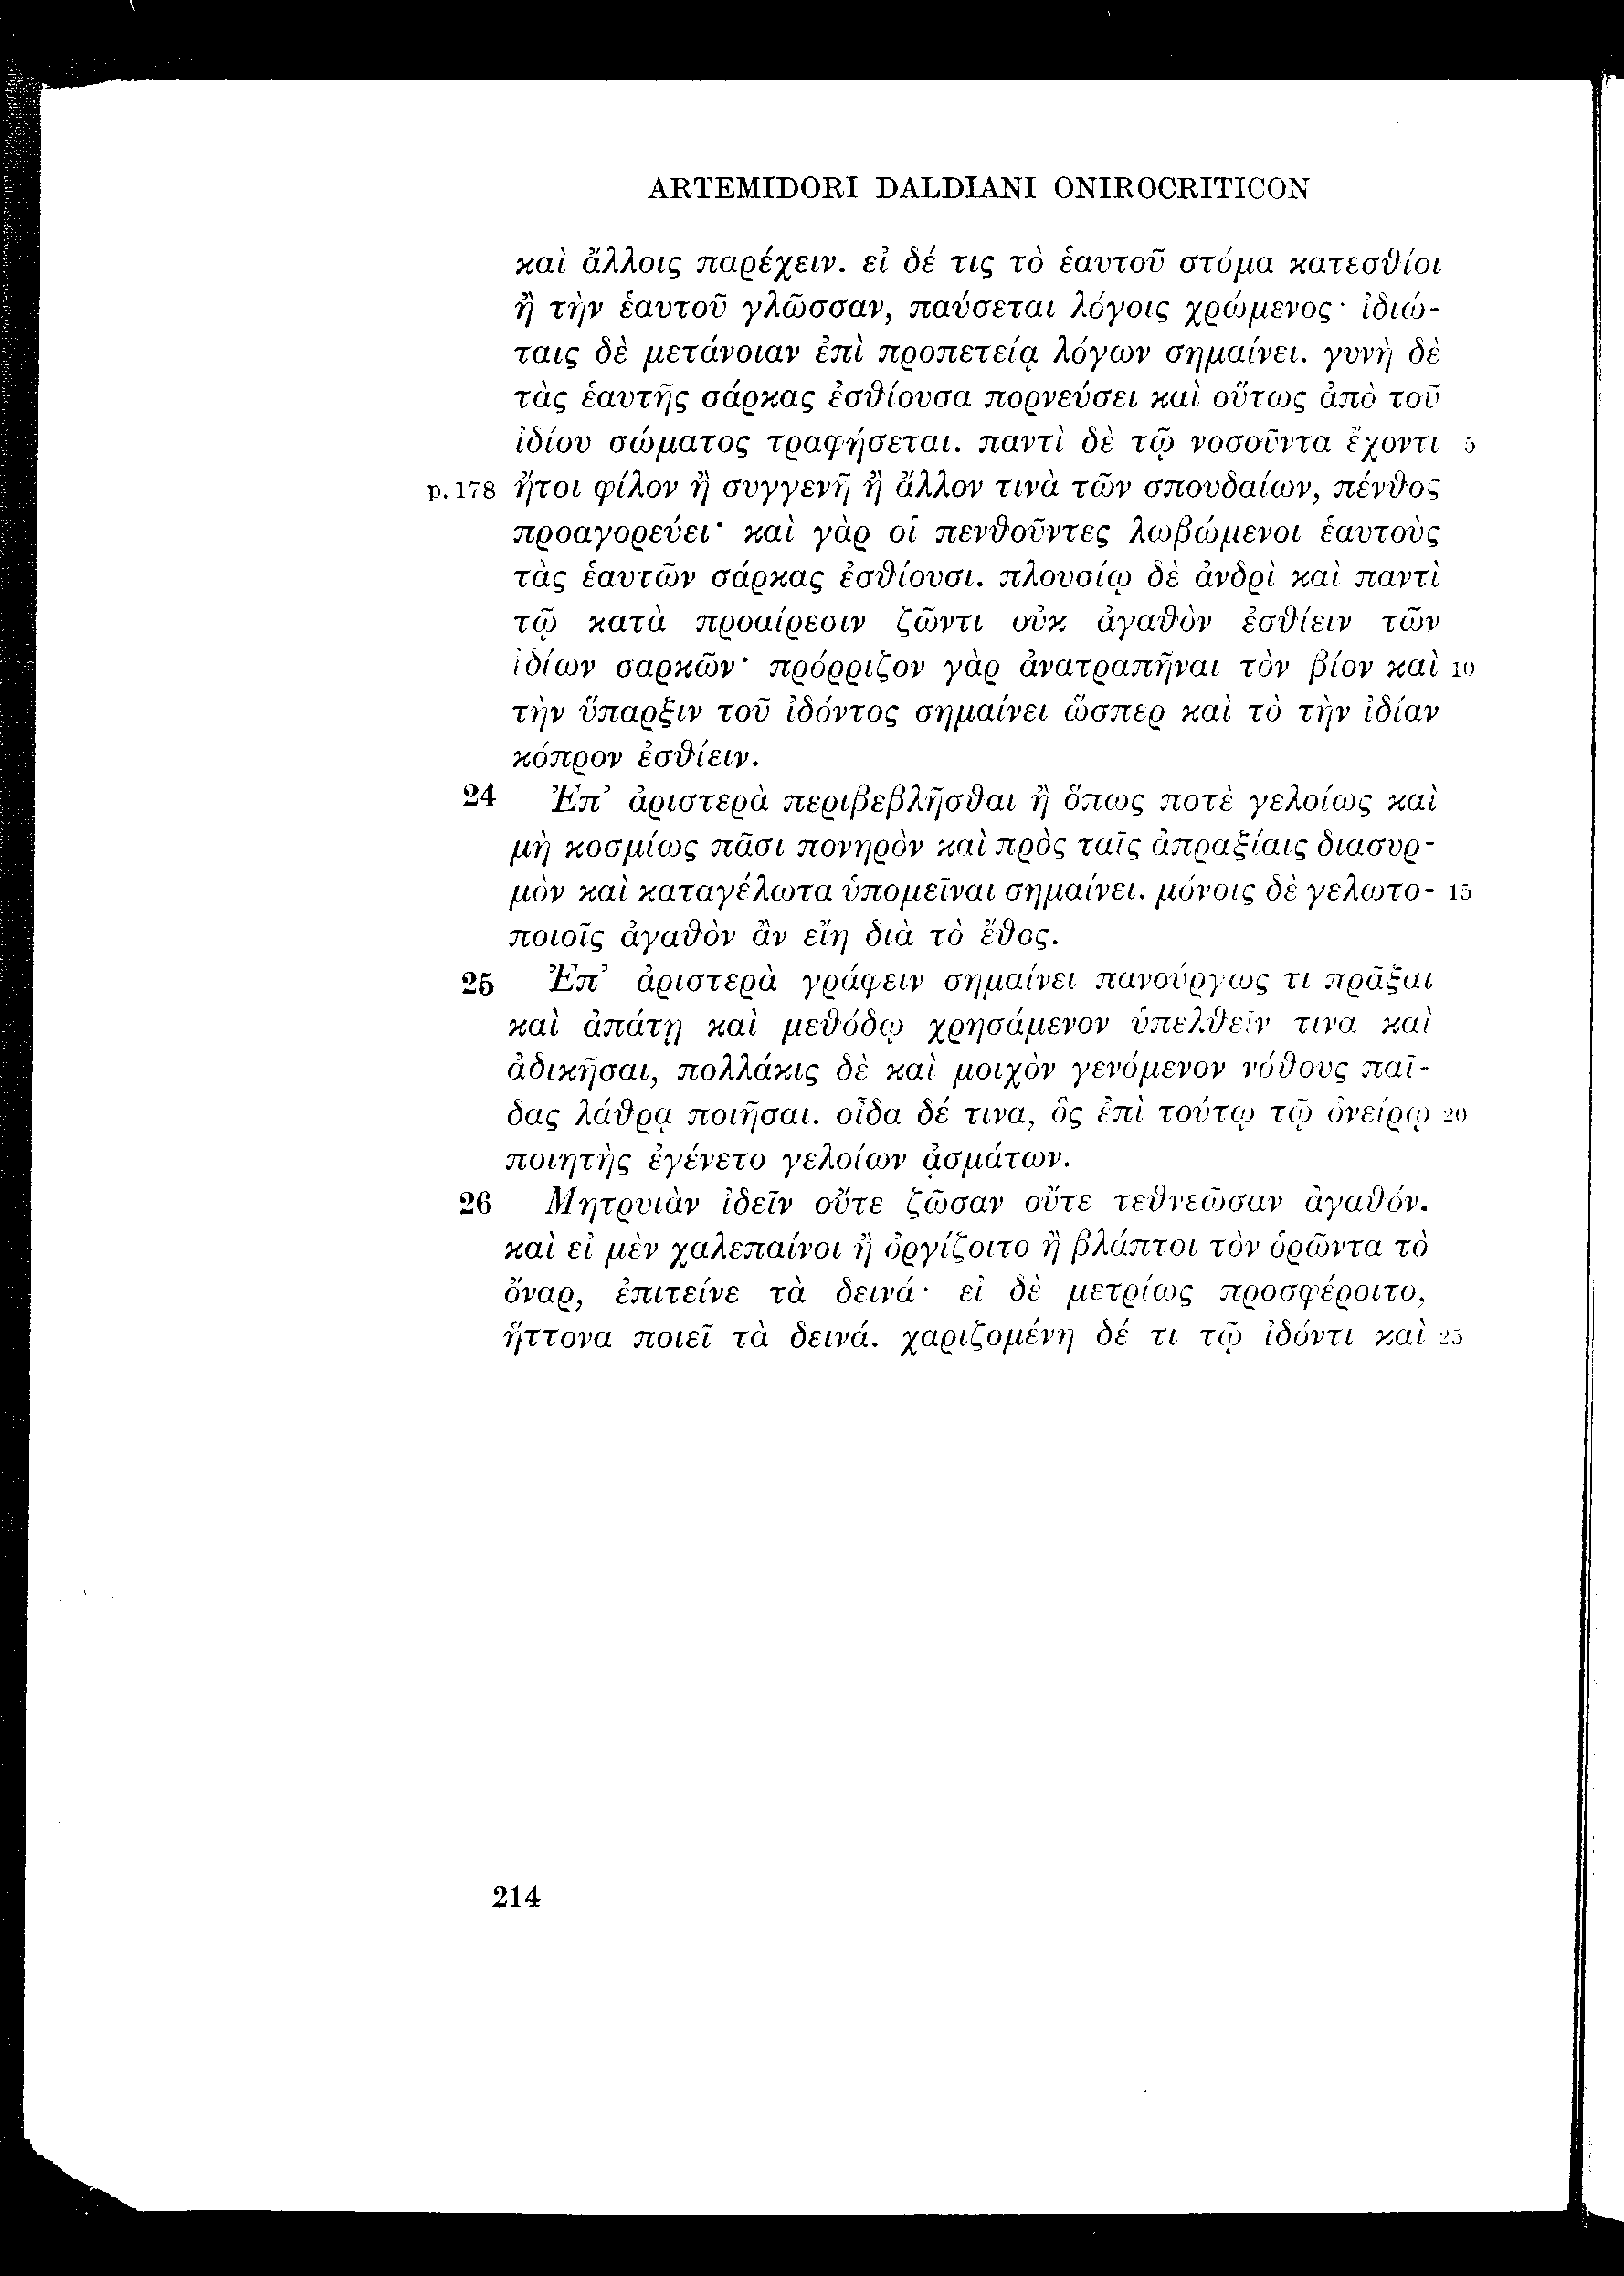 ARTEMIDORI DALDIANI ONIROCRITICON
καὶ ἄλλοις παρέχειν. εἰ δέ τις τὸ ἑαυτοῦ στόμα κατεσθίοι
ἢ τὴν ἑαυτοῦ γλῶσσαν, παύσεται λόγοις χρώμενος· ἰδιώ-
ταις δὲ μετάνοιαν ἐπὶ προπετείᾳ λόγων σημαίνει. γυνὴ δὲ
τὰς ἑαυτῆς σάρκας ἐσθίουσα πορνεύσει καὶ οὕτως ἀπὸ τοῦ
ἰδίου σώματος τραφήσεται. παντὶ δὲ τῷ νοσοῦντα ἔχοντι 5
p. 178 ἤτοι φίλον ἢ συγγενῆ ἢ ἄλλον τινὰ τῶν σπουδαίων, πένθος
προαγορεύει· καὶ γὰρ οἱ πενθοῦντες λωβώμενοι ἑαυτοὺς
τὰς ἑαυτῶν σάρκας ἐσθίουσι. πλουσίῳ δὲ ἀνδρὶ καὶ παντὶ
τῷ κατὰ προαίρεσιν ζῶντι οὐκ ἀγαθὸν ἐσθίειν τῶν
ἰδίων σαρκῶν· πρόρριζον γὰρ ἀνατραπῆναι τὸν βίον καὶ 10
τὴν ὕπαρξιν τοῦ ἰδόντος σημαίνει ὥσπερ καὶ τὸ τὴν ἰδίαν
κόπρον ἐσθίειν.
24 Ἐπ’ ἀριστερὰ περιβεβλῆσθαι ἢ ὅπως ποτὲ γελοίως καὶ
μὴ κοσμίως πᾶσι πονηρὸν καὶ πρὸς ταῖς ἀπραξίαις διασυρ-
μὸν καὶ καταγέλωτα ὑπομεῖναι σημαίνει. μόνοις δὲ γελωτο- 15
ποιοῖς ἀγαθὸν ἂν εἴη διὰ τὸ ἔθος.
25 Ἐπ’ ἀριστερὰ γράφειν σημαίνει πανούργως τι πρᾶξαι
καὶ ἀπάτῃ καὶ μεθόδῳ χρησάμενον ὑπελθεῖν τινα καὶ
ἀδικῆσαι, πολλάκις δὲ καὶ μοιχὸν γενόμενον νόθους παῖ-
δας λάθρᾳ ποιῆσαι. οἶδα δέ τινα, ὃς ἐπὶ τούτῳ τῷ ὀνείρῳ 20
ποιητὴς ἐγένετο γελοίων ᾀσμάτων.
26 Μητρυιὰν ἰδεῖν οὔτε ζῶσαν οὔτε τεθνεῶσαν ἀγαθόν.
καὶ εἰ μὲν χαλεπαίνοι ἢ ὀργίζοιτο ἢ βλάπτοι τὸν ὁρῶντα τὸ
ὄναρ, ἐπιτείνε τὰ δεινά· εἰ δὲ μετρίως προσφέροιτο,
ἥττονα ποιεῖ τὰ δεινά. χαριζομένη δέ τι τῷ ἰδόντι καὶ 25
214